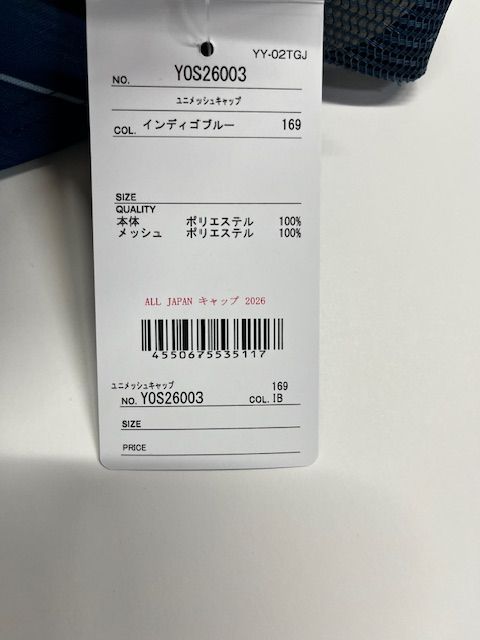 YY-02TGJ
NO. YOS26003
ユニメッシュキャップ
COL. インディゴブルー 169
SIZE
QUALITY
本体 ポリエステル 100%
メッシュ ポリエステル 100%
ALL JAPAN キャップ 2026
4550675535117
ユニメッシュキャップ 169
NO. YOS26003 COL. IB
SIZE
PRICE